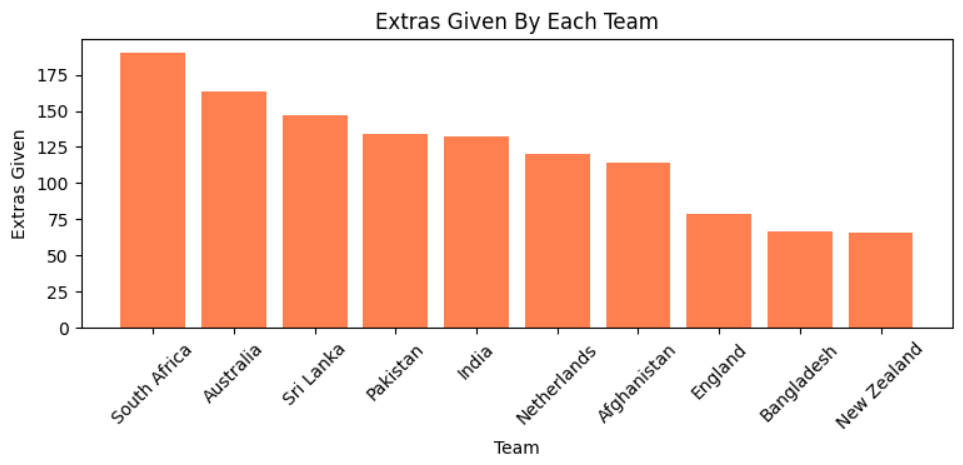 Extras Given By Each Team
Extras Given
175
150
125
100
75
50
25
0
South Africa
Australia
Sri Lanka
Pakistan
India
Netherlands
Afghanistan
England
Bangladesh
New Zealand
Team